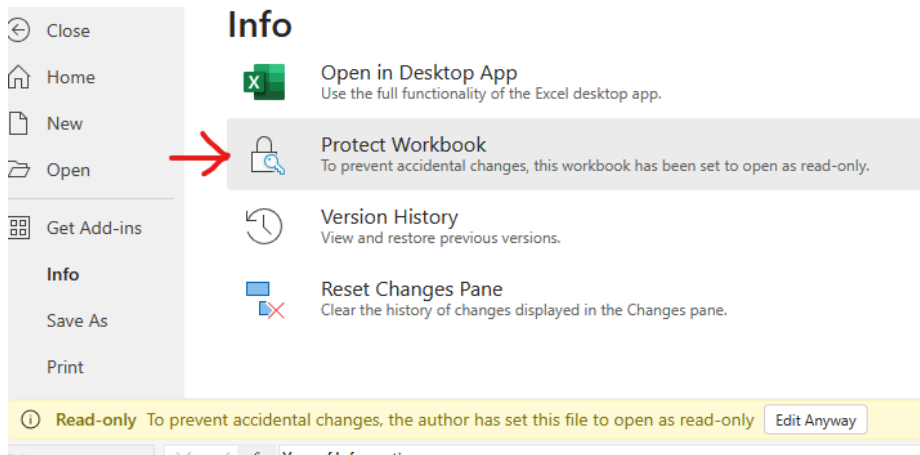 Info
Close
Open in Desktop App
Use the full functionality of the Excel desktop app.
Home
New
Protect Workbook
To prevent accidental changes, this workbook has been set to open as read-only.
Open
Version History
View and restore previous versions.
Get Add-ins
Info
Reset Changes Pane
Clear the history of changes displayed in the Changes pane.
Save As
Print
Read-only To prevent accidental changes, the author has set this file to open as read-only Edit Anyway